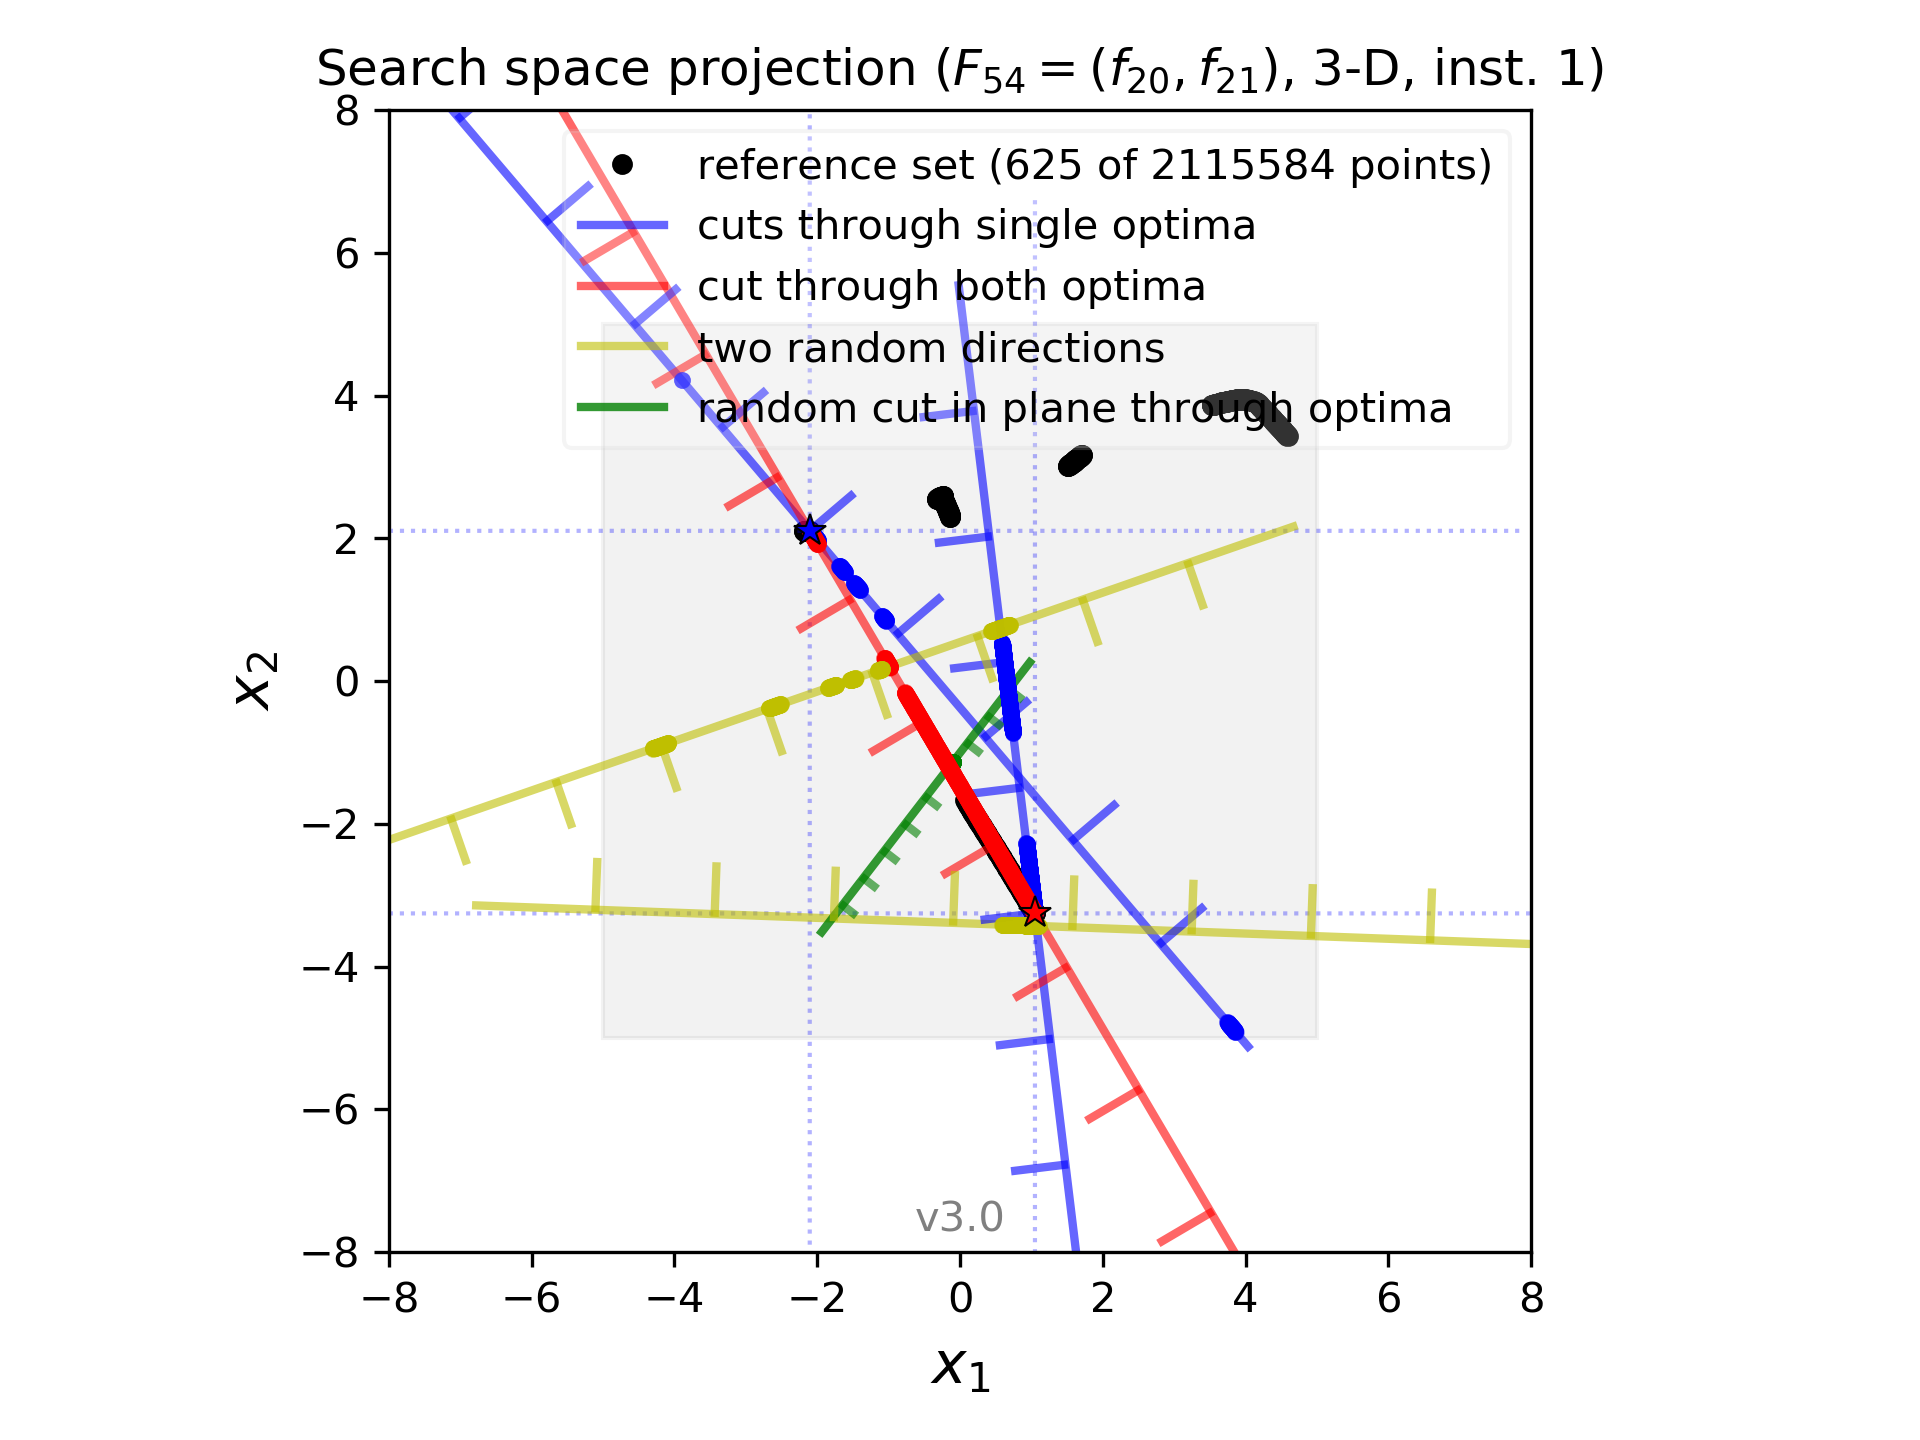 Search space projection (F54 = (f20, f21), 3-D, inst. 1)
8
6
4
2
0
−2
−4
−6
−8
x2
reference set (625 of 2115584 points)
cuts through single optima
cut through both optima
two random directions
random cut in plane through optima
v3.0
−8 −6 −4 −2 0 2 4 6 8
x1